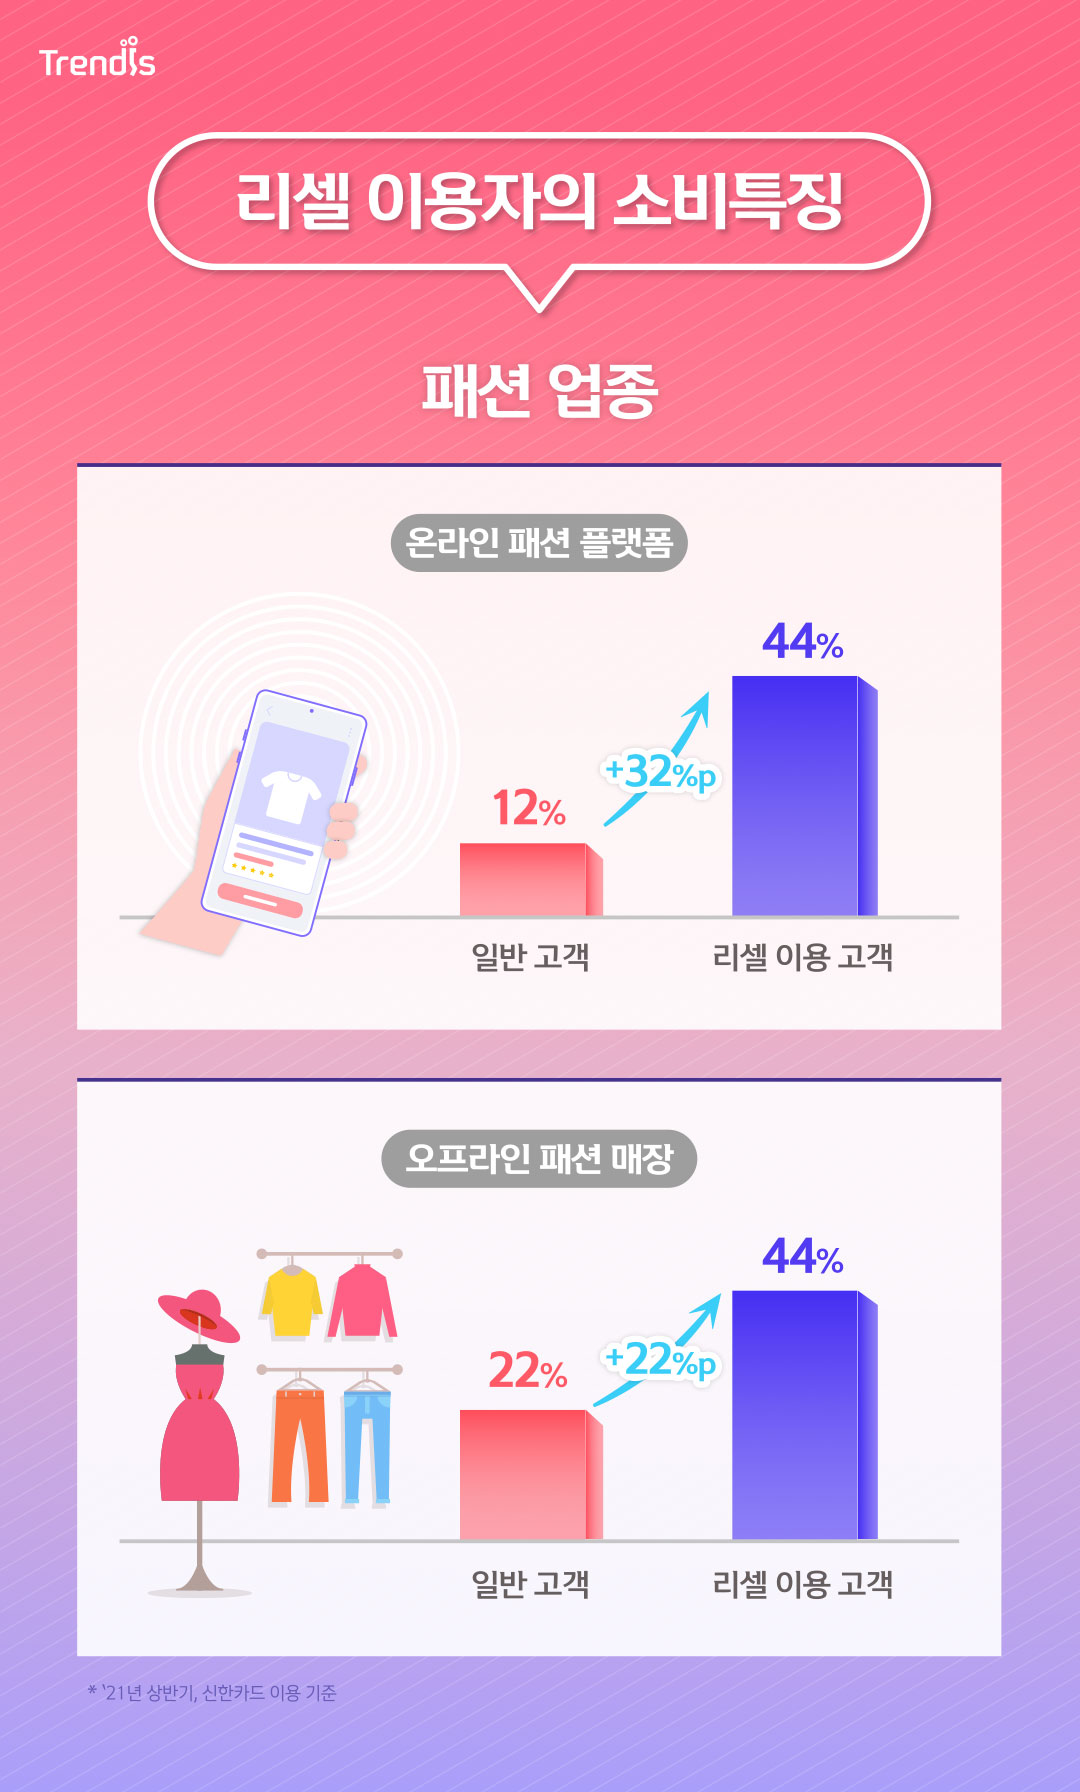 Trendis
리셀 이용자의 소비특징
패션 업종
온라인 패션 플랫폼
44%
+32%p
12%
일반 고객
리셀 이용 고객
오프라인 패션 매장
44%
+22%p
22%
일반 고객
리셀 이용 고객
* '21년 상반기, 신한카드 이용 기준